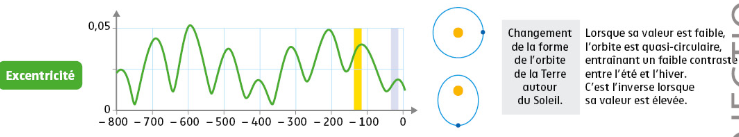 0,05
Excentricité
0
– 800 – 700 – 600 – 500 – 400 – 300 – 200 – 100 0
Changement
de la forme
de l'orbite
de la Terre
autour
du Soleil.
Lorsque sa valeur est faible,
l'orbite est quasi-circulaire,
entraînant un faible contraste
entre l'été et l'hiver.
C'est l'inverse lorsque
sa valeur est élevée.